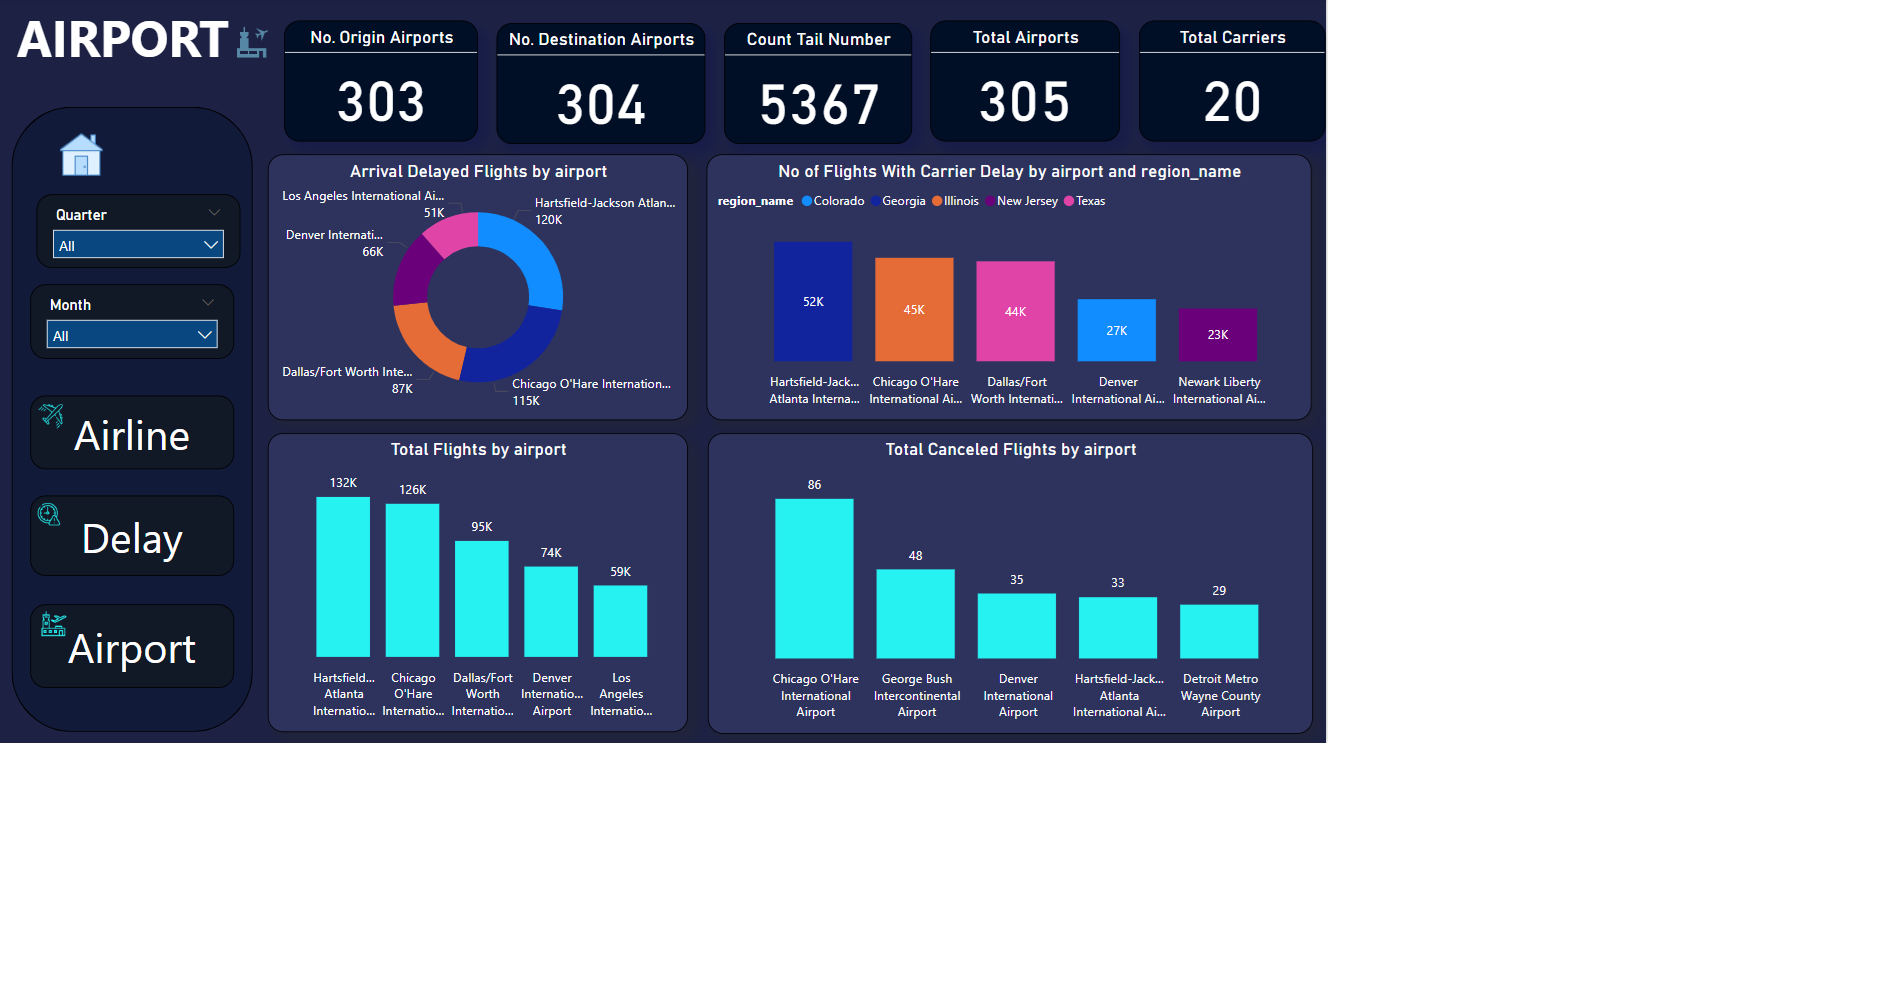 AIRPORT
No. Origin Airports
303
No. Destination Airports
304
Count Tail Number
5367
Total Airports
305
Total Carriers
20
Quarter
All
Month
All
Airline
Delay
Airport
Arrival Delayed Flights by airport
Los Angeles International Ai...
51K
Hartsfield-Jackson Atlan...
120K
Denver Internati...
66K
Dallas/Fort Worth Inte...
87K
Chicago O'Hare Internation...
115K
No of Flights With Carrier Delay by airport and region_name
region_name Colorado Georgia Illinois New Jersey Texas
52K
45K
44K
27K
23K
Hartsfield-Jack...
Atlanta Interna...
Chicago O'Hare
International Ai...
Dallas/Fort
Worth Internati...
Denver
International Ai...
Newark Liberty
International Ai...
Total Flights by airport
132K
126K
95K
74K
59K
Hartsfield...
Atlanta
Internatio...
Chicago
O'Hare
Internatio...
Dallas/Fort
Worth
Internatio...
Denver
Internatio...
Airport
Los
Angeles
Internatio...
Total Canceled Flights by airport
86
48
35
33
29
Chicago O'Hare
International
Airport
George Bush
Intercontinental
Airport
Denver
International
Airport
Hartsfield-Jack...
Atlanta
International Ai...
Detroit Metro
Wayne County
Airport